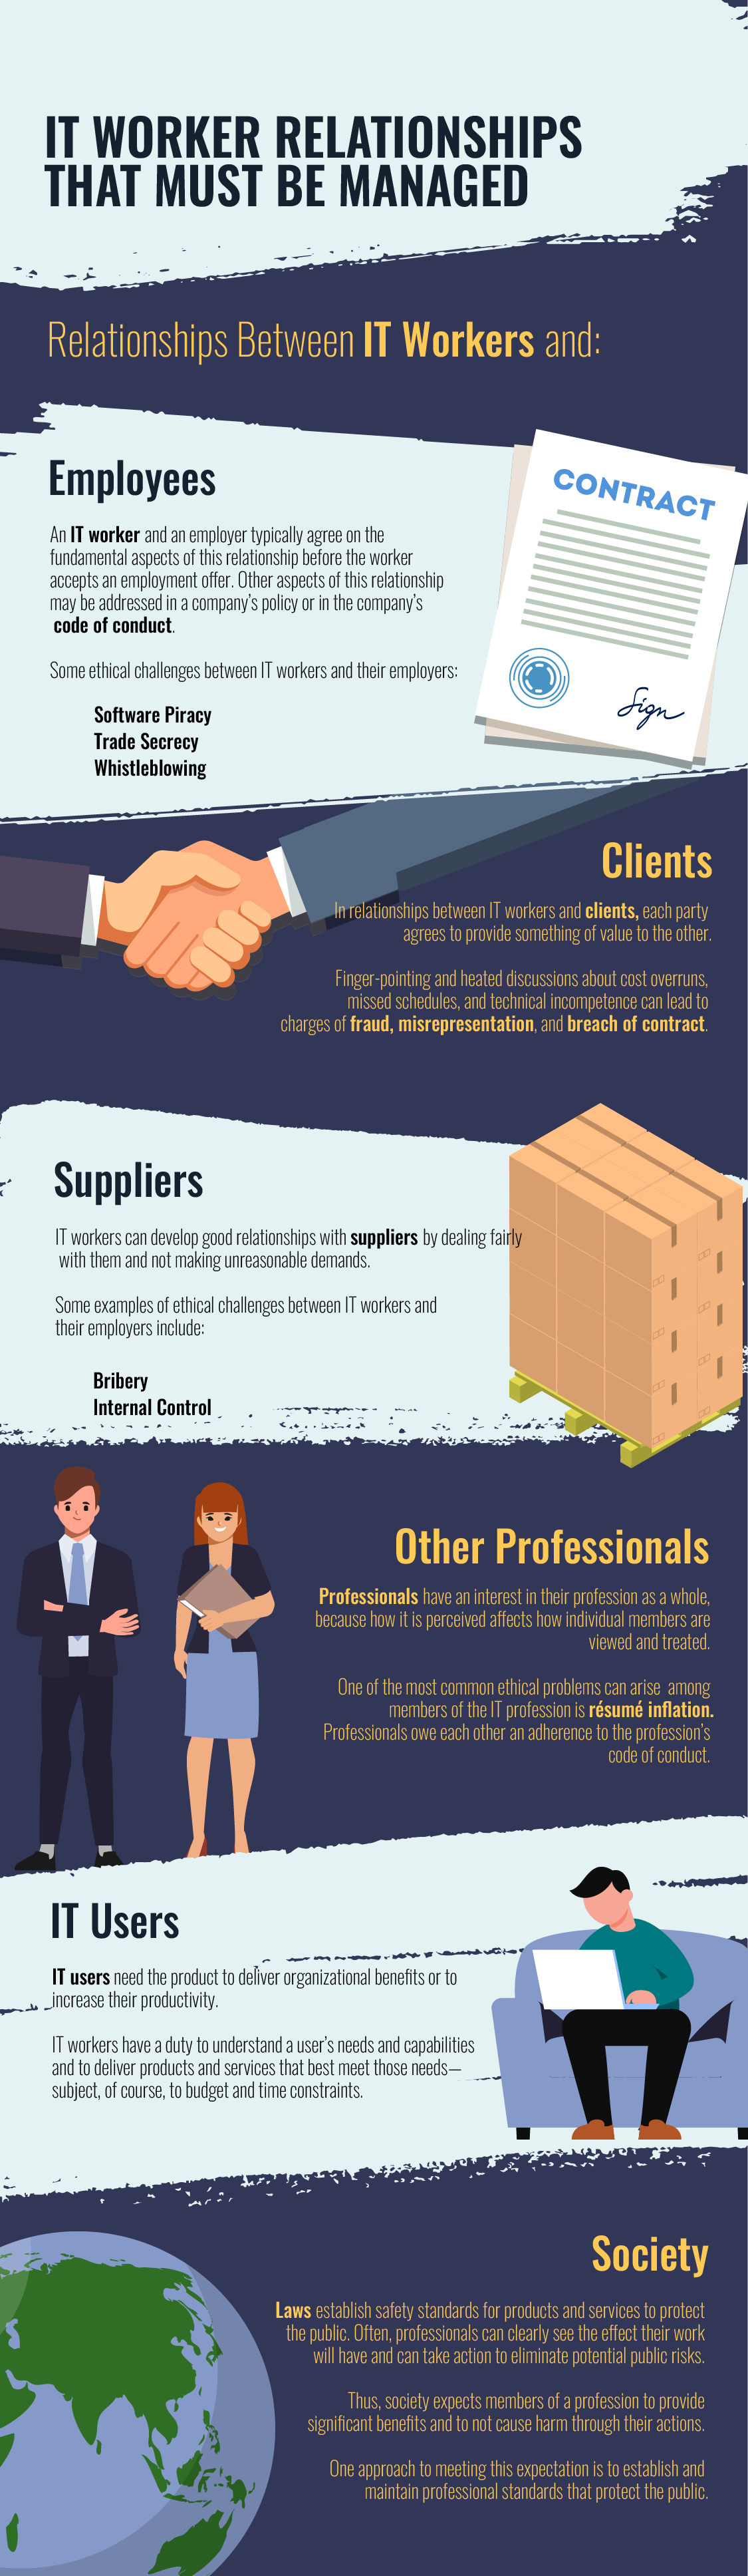 IT WORKER RELATIONSHIPS
THAT MUST BE MANAGED
Relationships Between IT Workers and:
Employees
An IT worker and an employer typically agree on the
fundamental aspects of this relationship before the worker
accepts an employment offer. Other aspects of this relationship
may be addressed in a company's policy or in the company's
code of conduct.
Some ethical challenges between IT workers and their employers:
Software Piracy
Trade Secrecy
Whistleblowing
CONTRACT
Sign
Clients
In relationships between IT workers and clients, each party
agrees to provide something of value to the other.
Finger-pointing and heated discussions about cost overruns,
missed schedules, and technical incompetence can lead to
charges of fraud, misrepresentation, and breach of contract.
Suppliers
IT workers can develop good relationships with suppliers by dealing fairly
with them and not making unreasonable demands.
Some examples of ethical challenges between IT workers and
their employers include:
Bribery
Internal Control
Other Professionals
Professionals have an interest in their profession as a whole,
because how it is perceived affects how individual members are
viewed and treated.
One of the most common ethical problems can arise among
members of the IT profession is résumé inflation.
Professionals owe each other an adherence to the profession's
code of conduct.
IT Users
IT users need the product to deliver organizational benefits or to
increase their productivity.
IT workers have a duty to understand a user's needs and capabilities
and to deliver products and services that best meet those needs—
subject, of course, to budget and time constraints.
Society
Laws establish safety standards for products and services to protect
the public. Often, professionals can clearly see the effect their work
will have and can take action to eliminate potential public risks.
Thus, society expects members of a profession to provide
significant benefits and to not cause harm through their actions.
One approach to meeting this expectation is to establish and
maintain professional standards that protect the public.